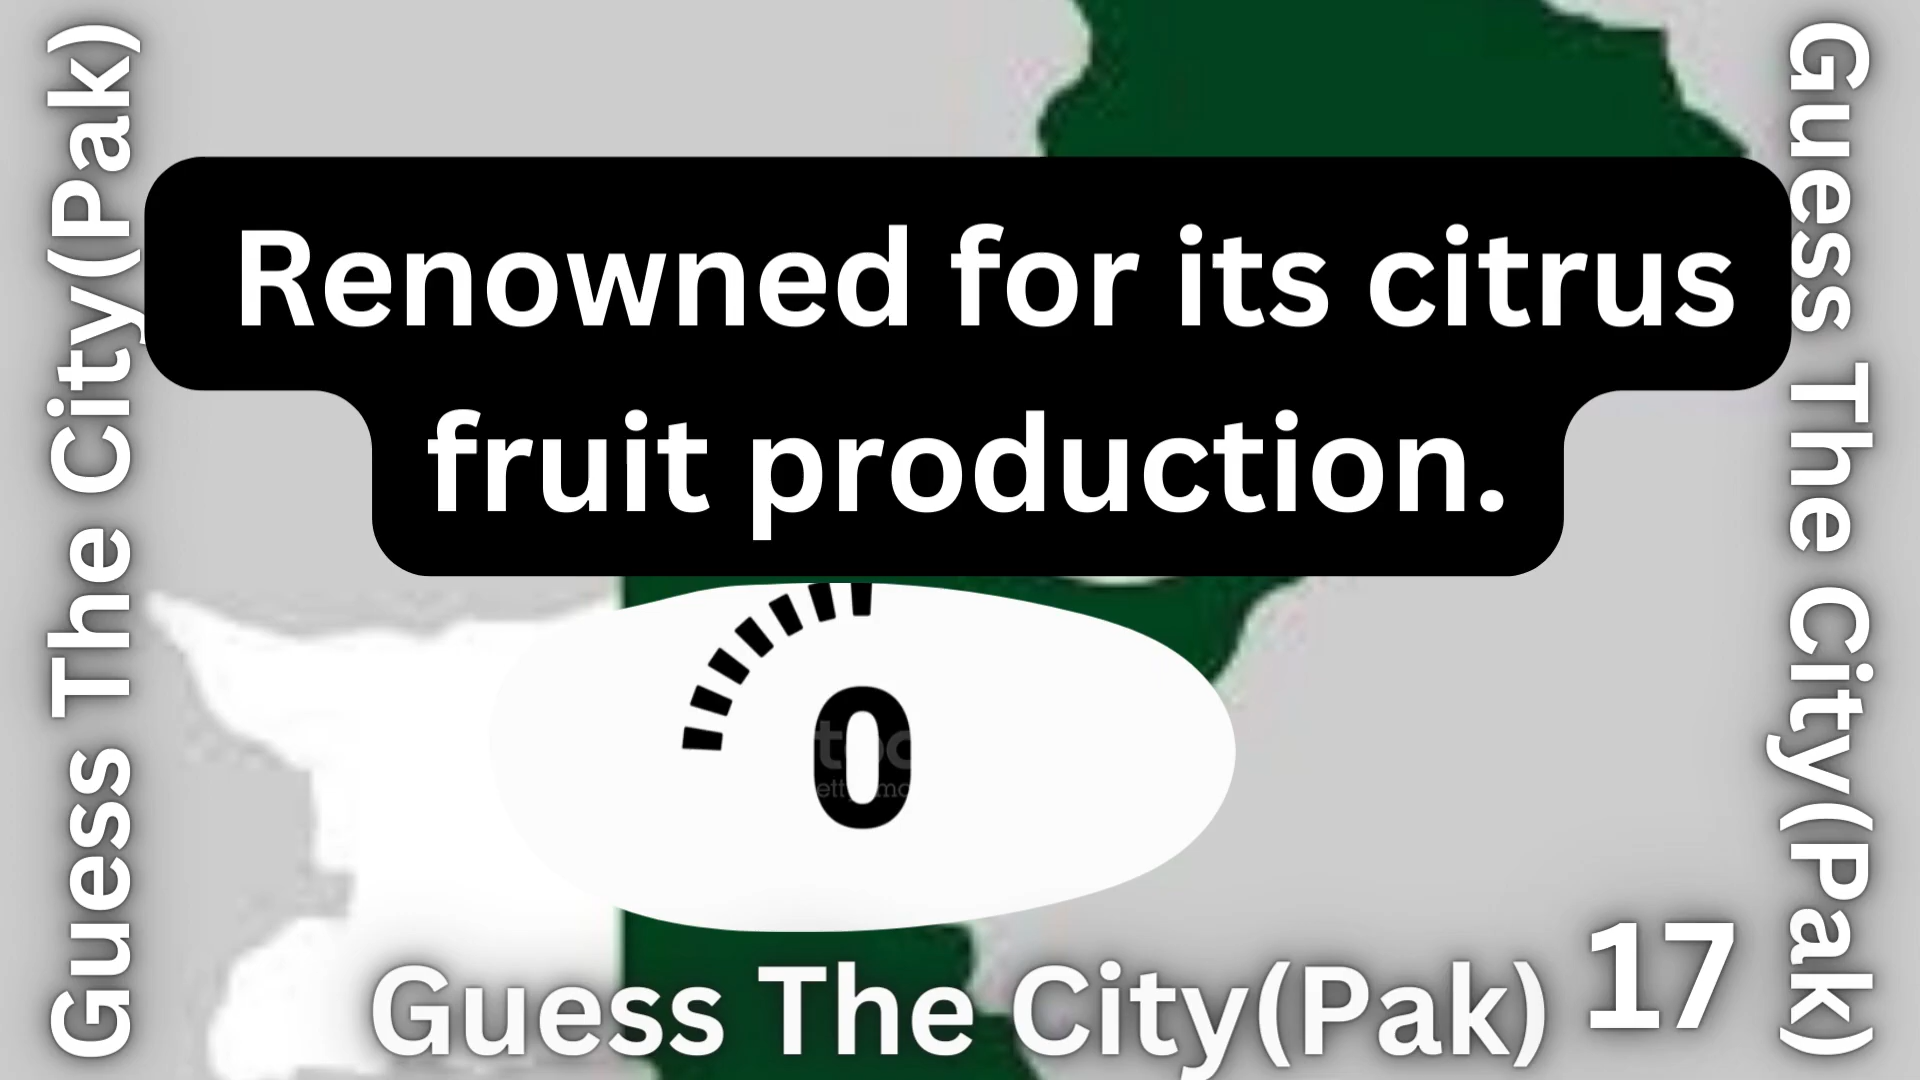 Guess The City(Pak)
Guess The City(Pak)
Renowned for its citrus
fruit production.
0
Guess The City(Pak)
17